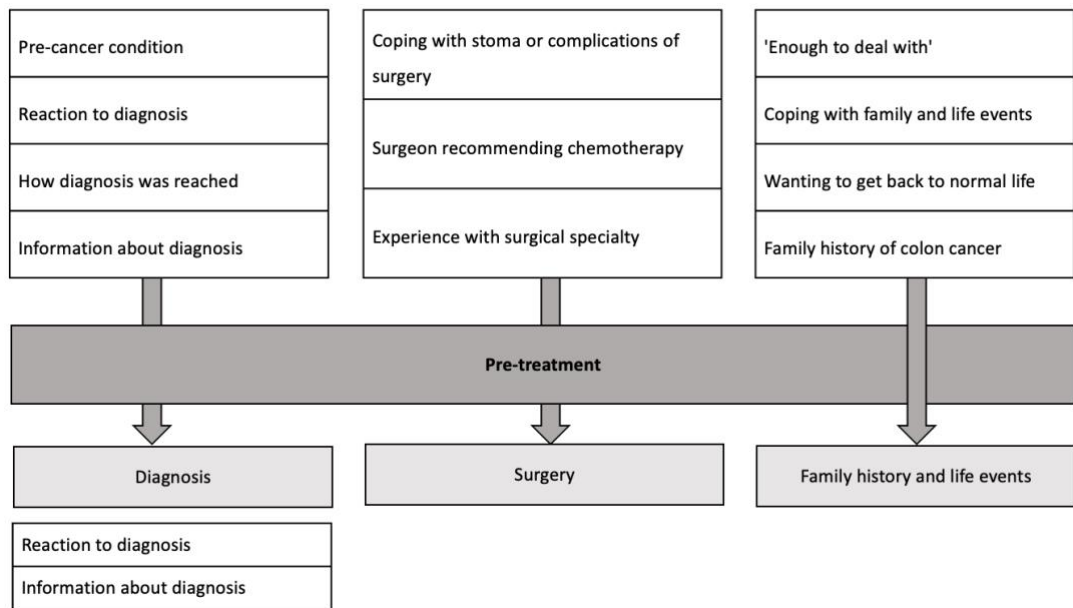 Pre-cancer condition
Reaction to diagnosis
How diagnosis was reached
Information about diagnosis
Coping with stoma or complications of
surgery
Surgeon recommending chemotherapy
Experience with surgical specialty
'Enough to deal with'
Coping with family and life events
Wanting to get back to normal life
Family history of colon cancer
Pre-treatment
Diagnosis
Surgery
Family history and life events
Reaction to diagnosis
Information about diagnosis